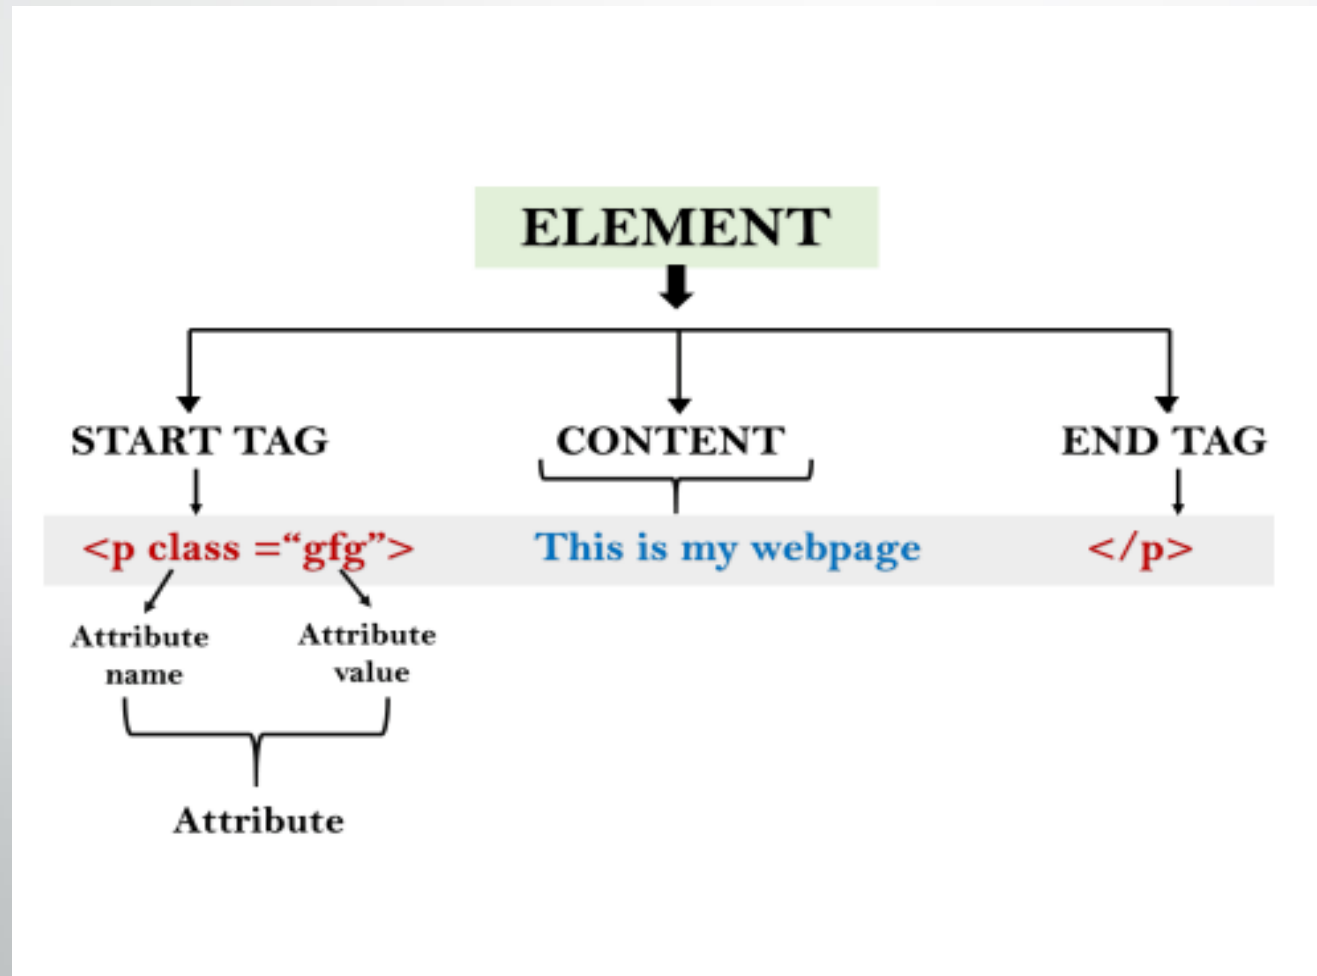 ELEMENT
START TAG
CONTENT
END TAG
<p class =“gfg”>
This is my webpage
</p>
Attribute
name
Attribute
value
Attribute